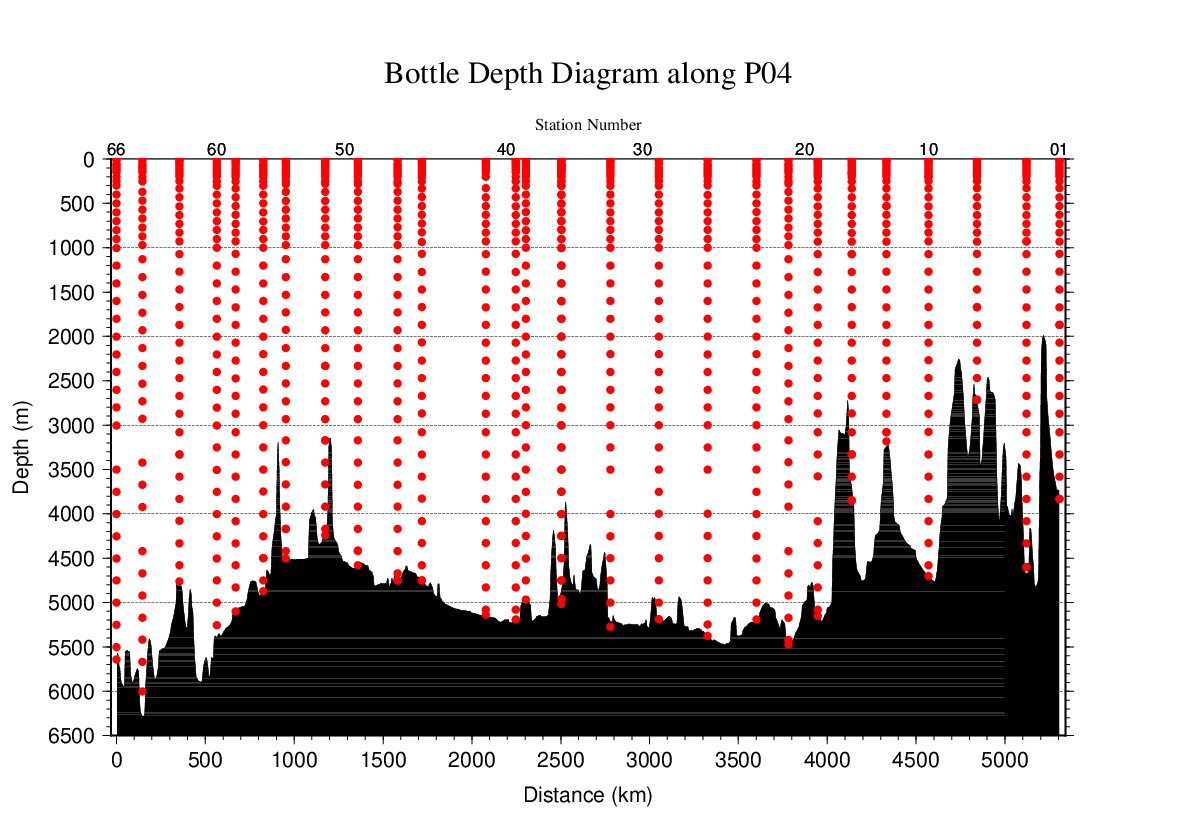 Bottle Depth Diagram along P04
Station Number
66 60 50 40 30 20 10 01
0
500
1000
1500
2000
2500
3000
3500
4000
4500
5000
5500
6000
6500
Depth (m)
0 500 1000 1500 2000 2500 3000 3500 4000 4500 5000
Distance (km)